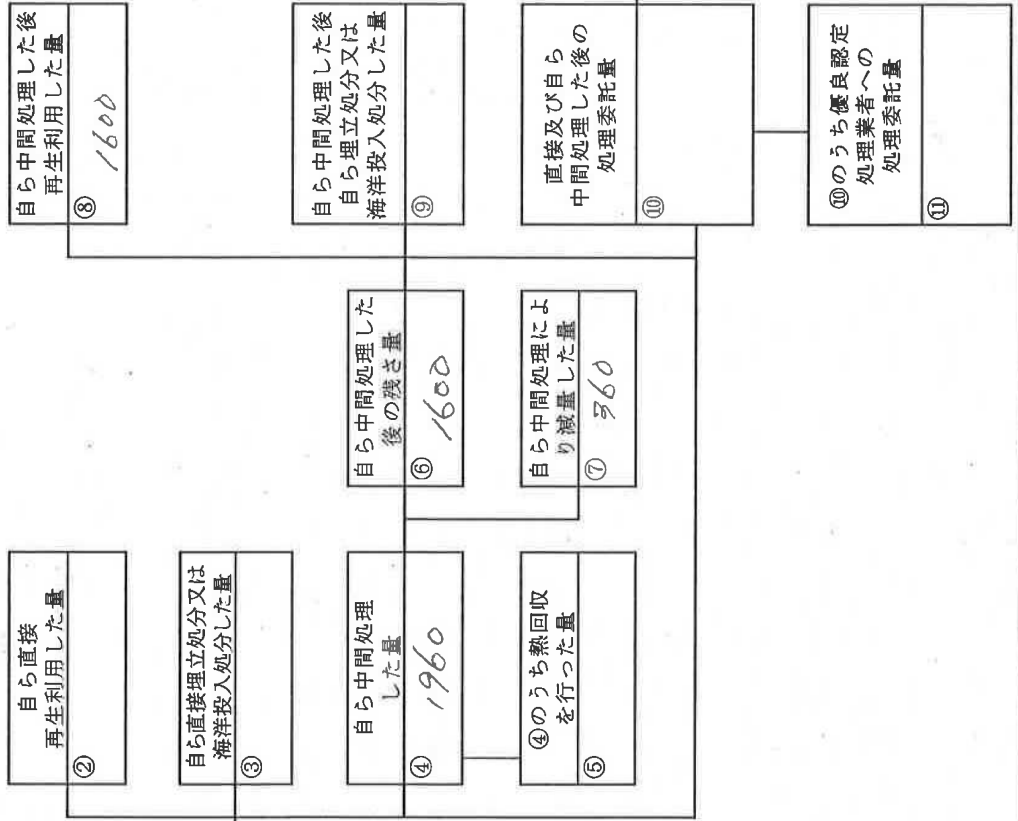 自ら直接
再生利用した量
②
自ら直接埋立処分又は
海洋投入処分した量
③
自ら中間処理
した量
④
1960
④のうち熱回収
を行った量
⑤
自ら中間処理した
後の残さ量
⑥
1600
自ら中間処理によ
り減量した量
⑦
360
自ら中間処理した後
再生利用した量
⑧
1600
自ら中間処理した後
自ら埋立処分又は
海洋投入処分した量
⑨
直接及び自ら
中間処理した後の
処理委託量
⑩
⑩のうち優良認定
処理業者への
処理委託量
⑪